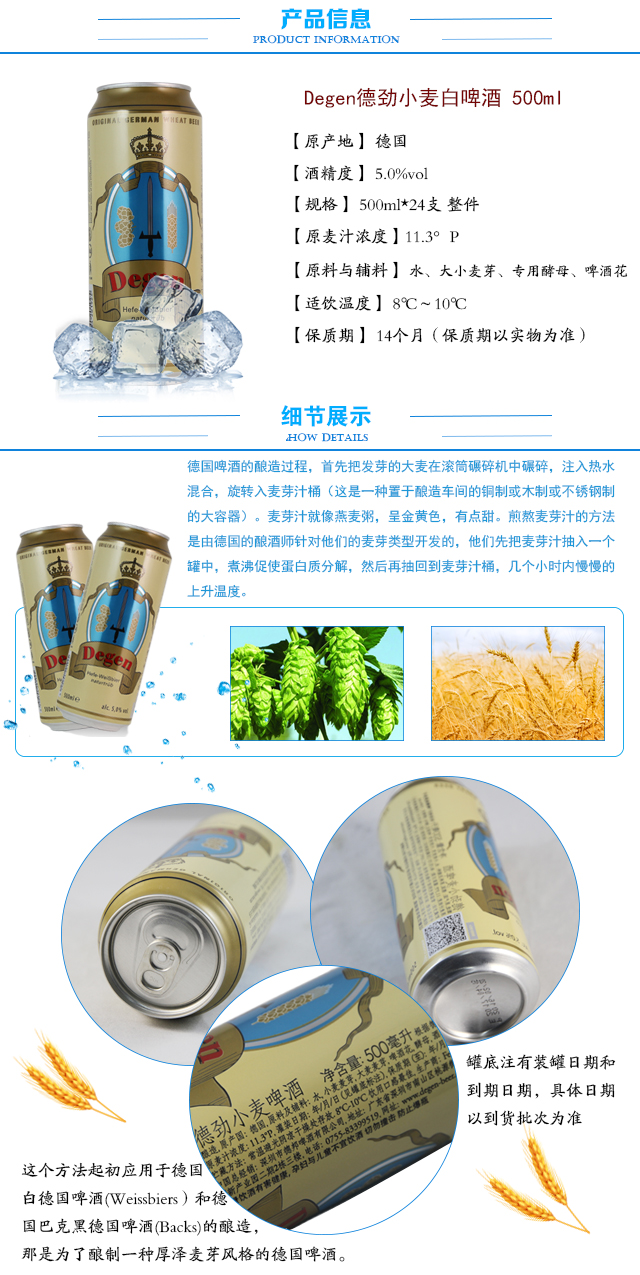 产品信息
PRODUCT INFORMATION
ORIGINAL GERMAN WHEAT BEER
Degen
Degen德劲小麦白啤酒 500ml
【原产地】 德国
【酒精度】 5.0%vol
【规格】 500ml*24支 整件
【原麦汁浓度】11.3° P
【原料与辅料】 水、大小麦芽、专用酵母、啤酒花
【适饮温度】 8℃~10℃
【保质期】 14个月（保质期以实物为准）
细节展示
SHOW DETAILS
德国啤酒的酿造过程，首先把发芽的大麦在滚筒碾碎机中碾碎，注入热水
混合，旋转入麦芽汁桶（这是一种置于酿造车间的铜制或木制或不锈钢制
的大容器）。麦芽汁就像燕麦粥，呈金黄色，有点甜。煎熬麦芽汁的方法
是由德国的酿酒师针对他们的麦芽类型开发的，他们先把麦芽汁抽入一个
罐中，煮沸促使蛋白质分解，然后再抽回到麦芽汁桶，几个小时内慢慢的
上升温度。
Degen
Hefe-Weißbier
naturtrüb
500ml e
alc. 5,0% vol
德劲小麦啤酒
净含量:500毫升
罐底注有装罐日期和
到期日期，具体日期
以到货批次为准
这个方法起初应用于德国
白德国啤酒(Weissbiers）和德
国巴克黑德国啤酒(Backs)的酿造，
那是为了酿制一种厚泽麦芽风格的德国啤酒。